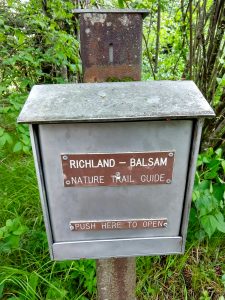 RICHLAND – BALSAM
NATURE TRAIL GUIDE
PUSH HERE TO OPEN